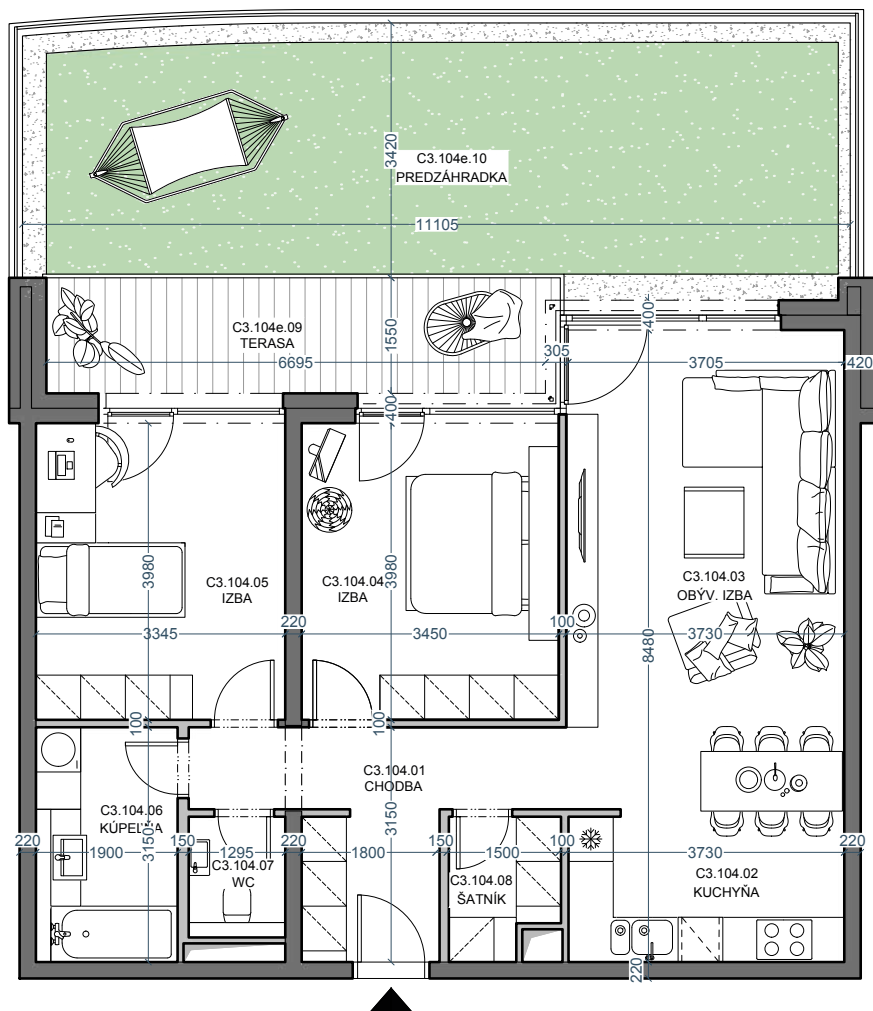 3420
C3.104e.10
PREDZÁHRADKA
11105
C3.104e.09
TERASA
1550
400
305
6695
3705
420
400
3980
C3.104.05
IZBA
C3.104.04
IZBA
3980
C3.104.03
OBÝV. IZBA
3345
220
3450
100
3730
8480
100
100
C3.104.01
CHODBA
C3.104.06
KÚPEĽŇA
3150
3150
220
1900
150
1295
220
1800
150
1500
100
3730
220
C3.104.07
WC
C3.104.08
ŠATNÍK
C3.104.02
KUCHYŇA
220